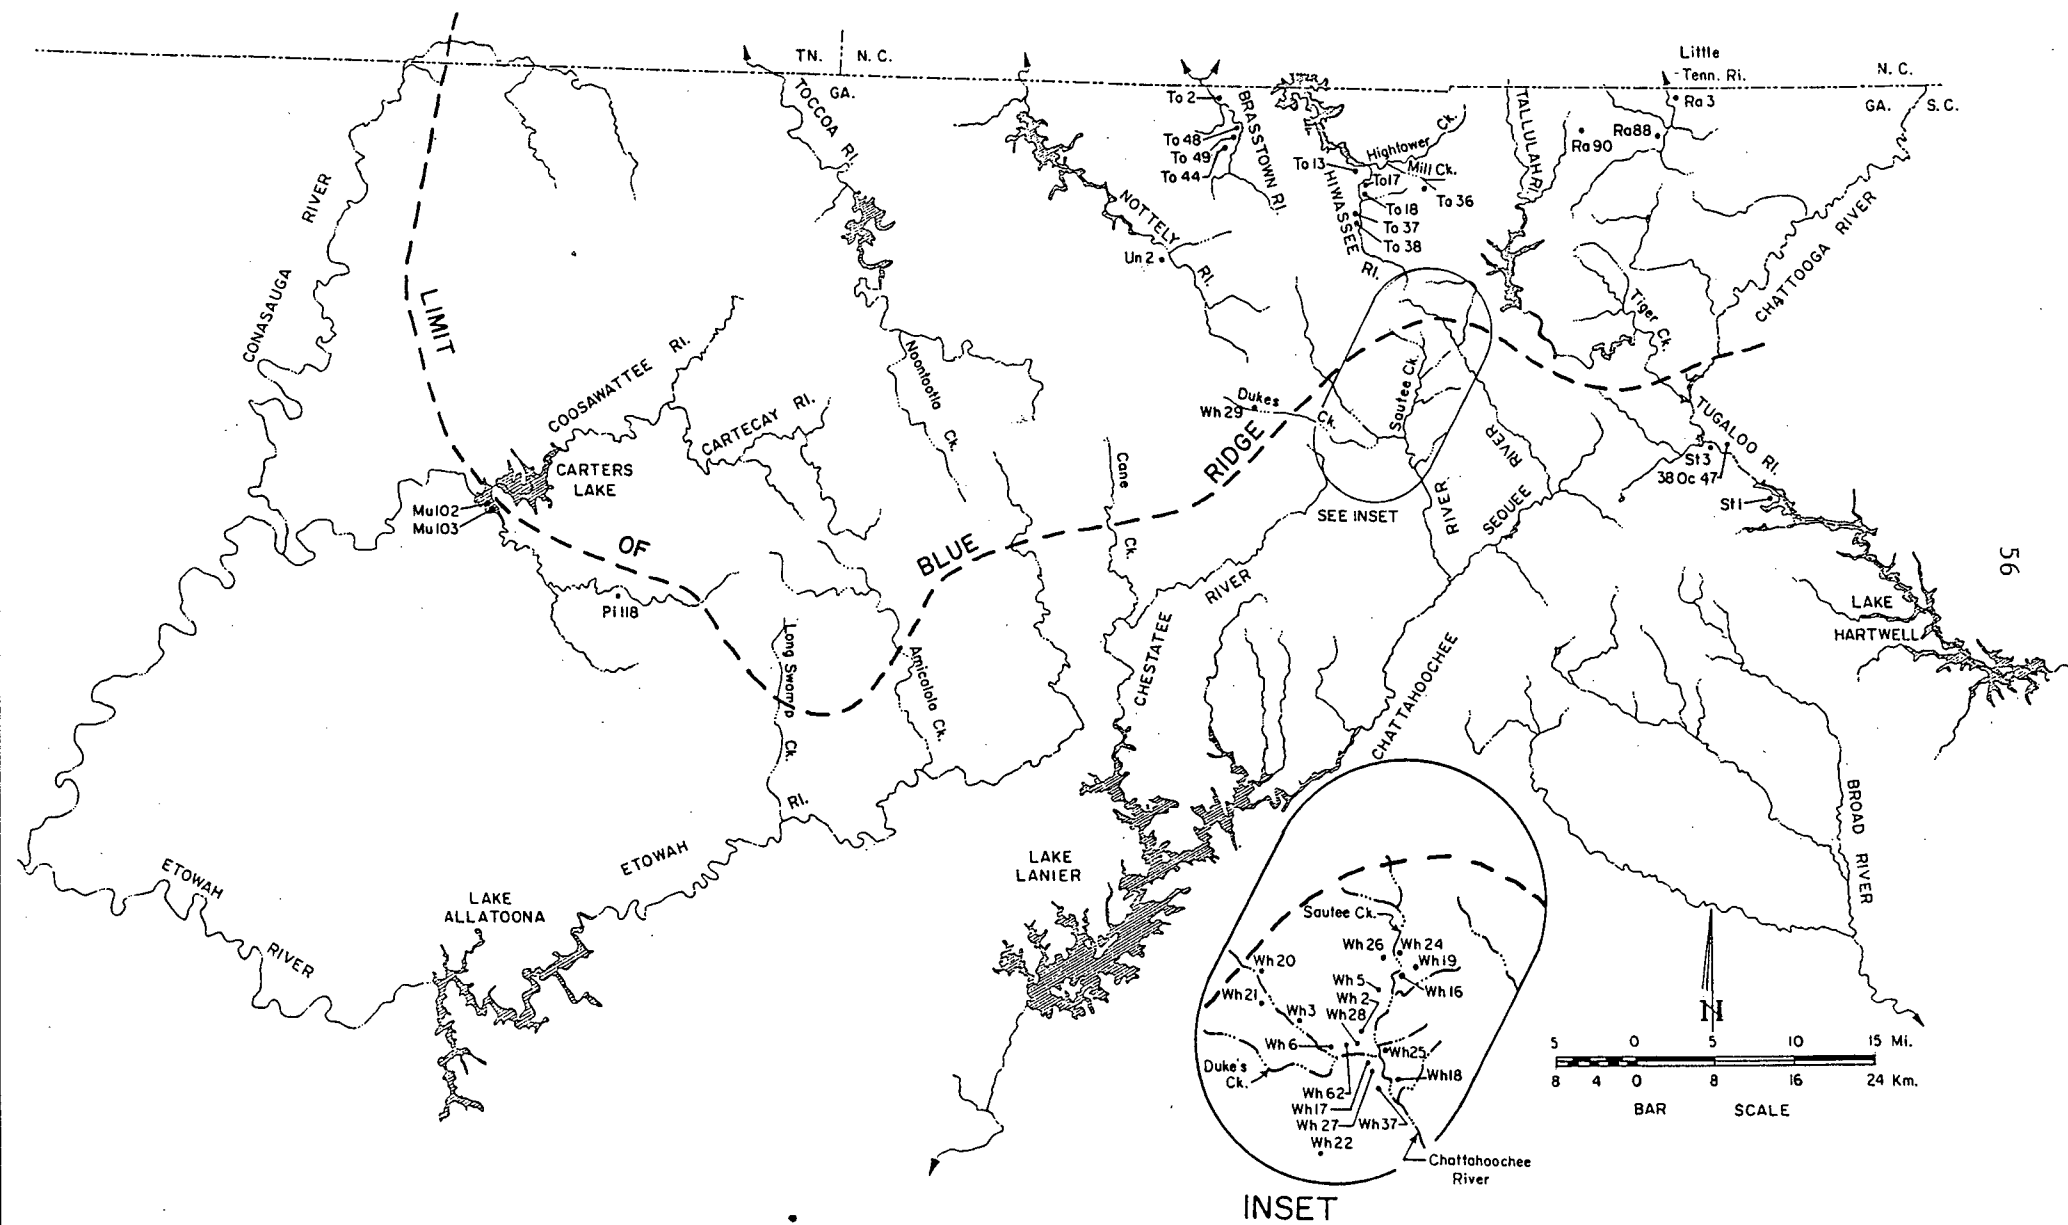 TN. N. C.
GA.
Little
Tenn. Ri.
N. C.
GA. S. C.
TOCCOA RI.
To 2
BRASSTOWN RI.
To 48
To 49
To 44
Hightower Ck.
Mill Ck.
To 13
To 17
To 36
To 18
To 37
To 38
HIWASSEE
RI.
TALLULAH RI.
Ra 3
Ra88
Ra 90
CONASAUGA
RIVER
NOTTELY
RI.
Un 2
CHATTOOGA RIVER
Tiger Ck.
LIMIT
OF
BLUE
RIDGE
COOSAWATTEE RI.
CARTECAY RI.
Noontootla
Ck.
Dukes
Ck.
Wh 29
Sautee Ck.
SEE INSET
CARTERS
LAKE
Mu102
Mu103
Cane
Ck.
RIVER
SEQUEE
RIVER
TUGALOO RI.
St 3
38 Oc 47
St 1
56
Pi 118
Long Swamp
Ck.
Amicalola Ck.
CHESTATEE
RIVER
CHATTAHOOCHEE
LAKE
HARTWELL
BROAD
RIVER
ETOWAH
RI.
ETOWAH
RIVER
LAKE
ALLATOONA
LAKE
LANIER
Sautee Ck.
Wh 26
Wh 24
Wh 19
Wh 20
Wh 5
Wh 16
Wh 21
Wh 2
Wh 3
Wh 28
Wh 6
Wh 25
Duke's
Ck.
Wh 18
Wh 62
Wh 17
Wh 27
Wh 37
Wh 22
Chattahoochee
River
INSET
N
5 0 5 10 15 Mi.
8 4 0 8 16 24 Km.
BAR SCALE